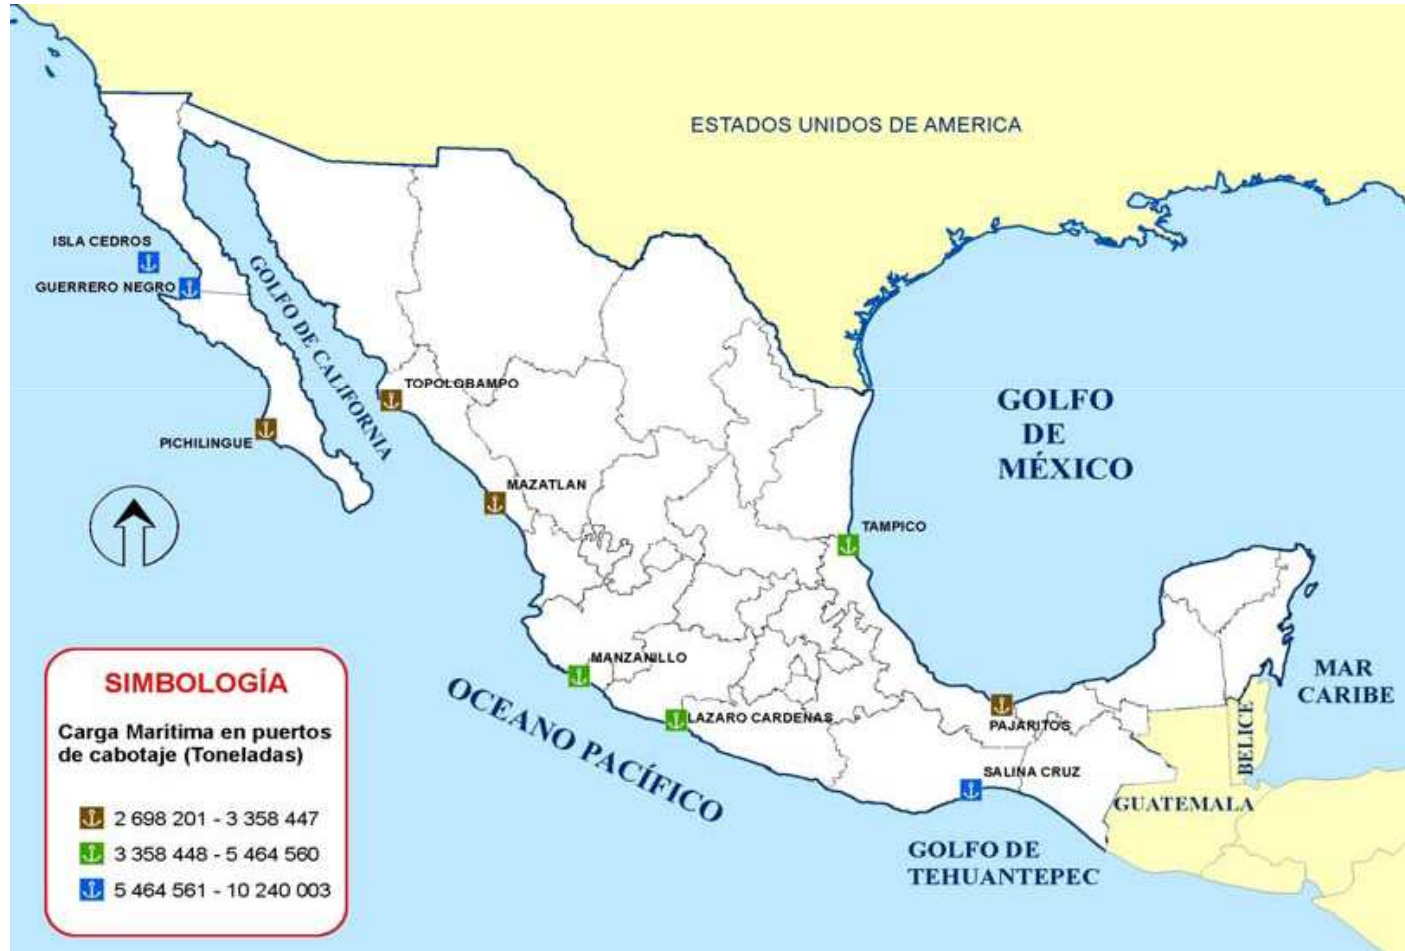 ESTADOS UNIDOS DE AMERICA
ISLA CEDROS
GUERRERO NEGRO
GOLFO DE CALIFORNIA
TOPOLOBAMPO
PICHILINGUE
MAZATLAN
GOLFO
DE
MÉXICO
TAMPICO
MANZANILLO
LAZARO CARDENAS
OCEANO PACÍFICO
PAJARITOS
SALINA CRUZ
MAR
CARIBE
BELICE
GUATEMALA
GOLFO DE
TEHUANTEPEC
SIMBOLOGÍA
Carga Marítima en puertos
de cabotaje (Toneladas)
2 698 201 - 3 358 447
3 358 448 - 5 464 560
5 464 561 - 10 240 003